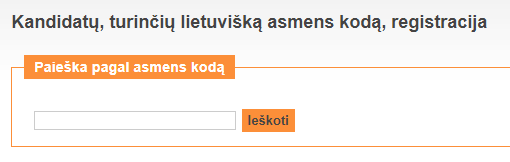 Kandidatų, turinčių lietuvišką asmens kodą, registracija
Paieška pagal asmens kodą
Ieškoti